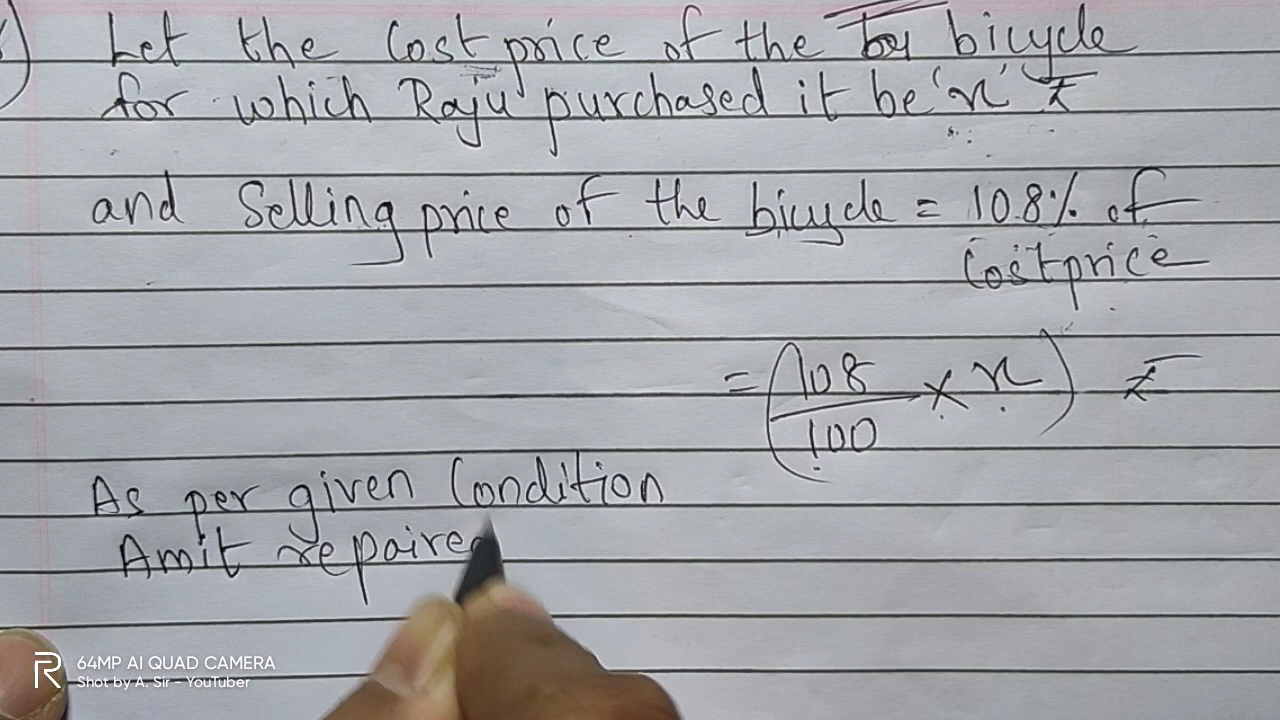 Let the Cost price of the bicycle
for which Raju purchased it be 'x' ₹
and Selling price of the bicycle = 108% of
Cost price
= (108/100 × x) ₹
As per given Condition
Amit repaired
64MP AI QUAD CAMERA
Shot by A. Sir - YouTuber